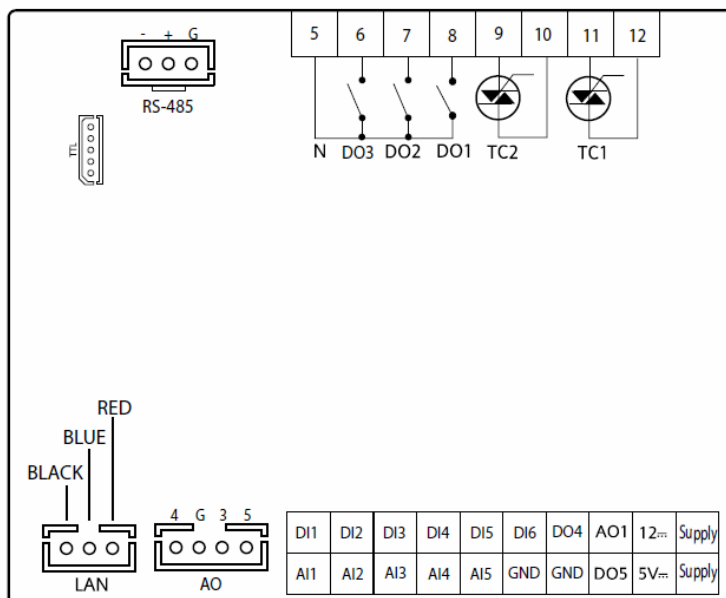 - + G
RS-485
5 6 7 8 9 10 11 12
N DO3 DO2 DO1 TC2 TC1
TTL
RED
BLUE
BLACK
LAN
4 G 3 5
AO
DI1 DI2 DI3 DI4 DI5 DI6 DO4 AO1 12⎓ Supply
AI1 AI2 AI3 AI4 AI5 GND GND DO5 5V⎓ Supply